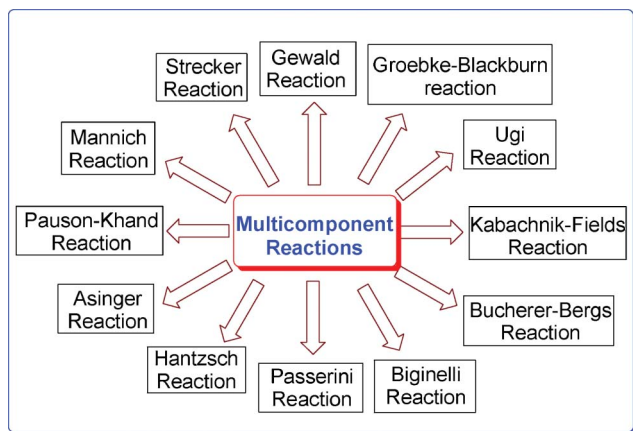 Gewald
Reaction
Groebke-Blackburn
reaction
Strecker
Reaction
Ugi
Reaction
Mannich
Reaction
Multicomponent
Reactions
Pauson-Khand
Reaction
Kabachnik-Fields
Reaction
Asinger
Reaction
Bucherer-Bergs
Reaction
Hantzsch
Reaction
Passerini
Reaction
Biginelli
Reaction